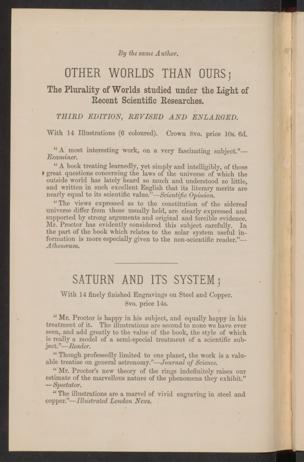 By the same Author.
OTHER WORLDS THAN OURS;
The Plurality of Worlds studied under the Light of
Recent Scientific Researches.
THIRD EDITION, REVISED AND ENLARGED.
With 14 Illustrations (6 coloured). Crown 8vo. price 10s. 6d.
"A most interesting work, on a very fascinating subject."—
Examiner.
"A book treating learnedly, yet simply and intelligibly, of those
great questions concerning the laws of the universe of which the
outside world has lately heard so much and understood so little,
and written in such excellent English that its literary merits are
nearly equal to its scientific value."—Scientific Opinion.
"The views expressed as to the constitution of the sidereal
universe differ from those usually held, are clearly expressed and
supported by strong arguments and original and forcible evidence.
Mr. Proctor has evidently considered this subject carefully. In
the part of the book which relates to the solar system useful in-
formation is more especially given to the non-scientific reader."—
Athenæum.
SATURN AND ITS SYSTEM;
With 14 finely finished Engravings on Steel and Copper.
8vo. price 14s.
"Mr. Proctor is happy in his subject, and equally happy in his
treatment of it. The illustrations are second to none we have ever
seen, and add greatly to the value of the book, the style of which
is really a model of a semi-special treatment of a scientific sub-
ject."—Reader.
"Though professedly limited to one planet, the work is a valu-
able treatise on general astronomy."—Journal of Science.
"Mr. Proctor's new theory of the rings indefinitely raises our
estimate of the marvellous nature of the phenomena they exhibit."
—Spectator.
"The illustrations are a marvel of vivid engraving in steel and
copper."—Illustrated London News.